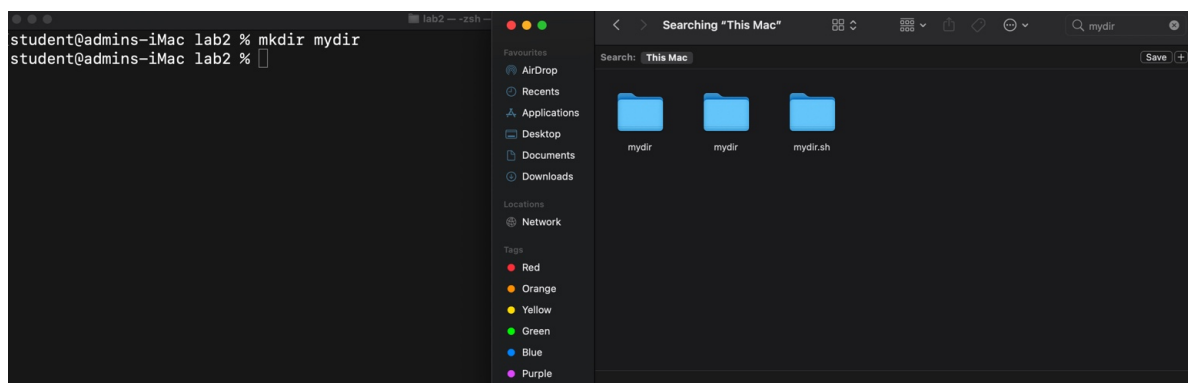 lab2 — -zsh —
student@admins-iMac lab2 % mkdir mydir
student@admins-iMac lab2 %
Favourites
AirDrop
Recents
Applications
Desktop
Documents
Downloads
Locations
Network
Tags
Red
Orange
Yellow
Green
Blue
Purple
Searching “This Mac”
mydir
Search: This Mac
Save
mydir
mydir
mydir.sh